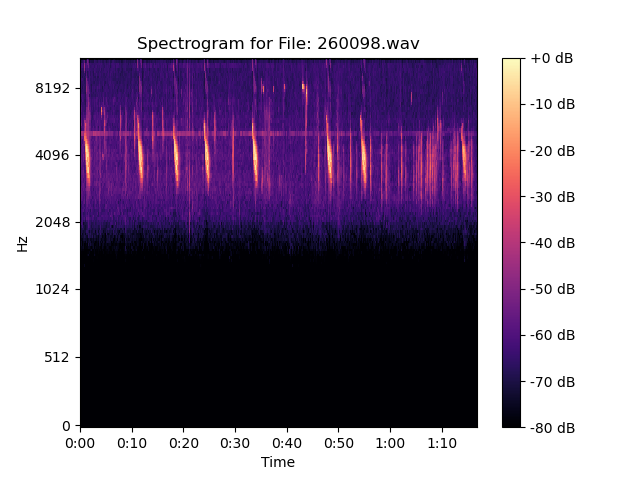 Spectrogram for File: 260098.wav
Hz
8192
4096
2048
1024
512
0
0:00 0:10 0:20 0:30 0:40 0:50 1:00 1:10
Time
+0 dB
-10 dB
-20 dB
-30 dB
-40 dB
-50 dB
-60 dB
-70 dB
-80 dB